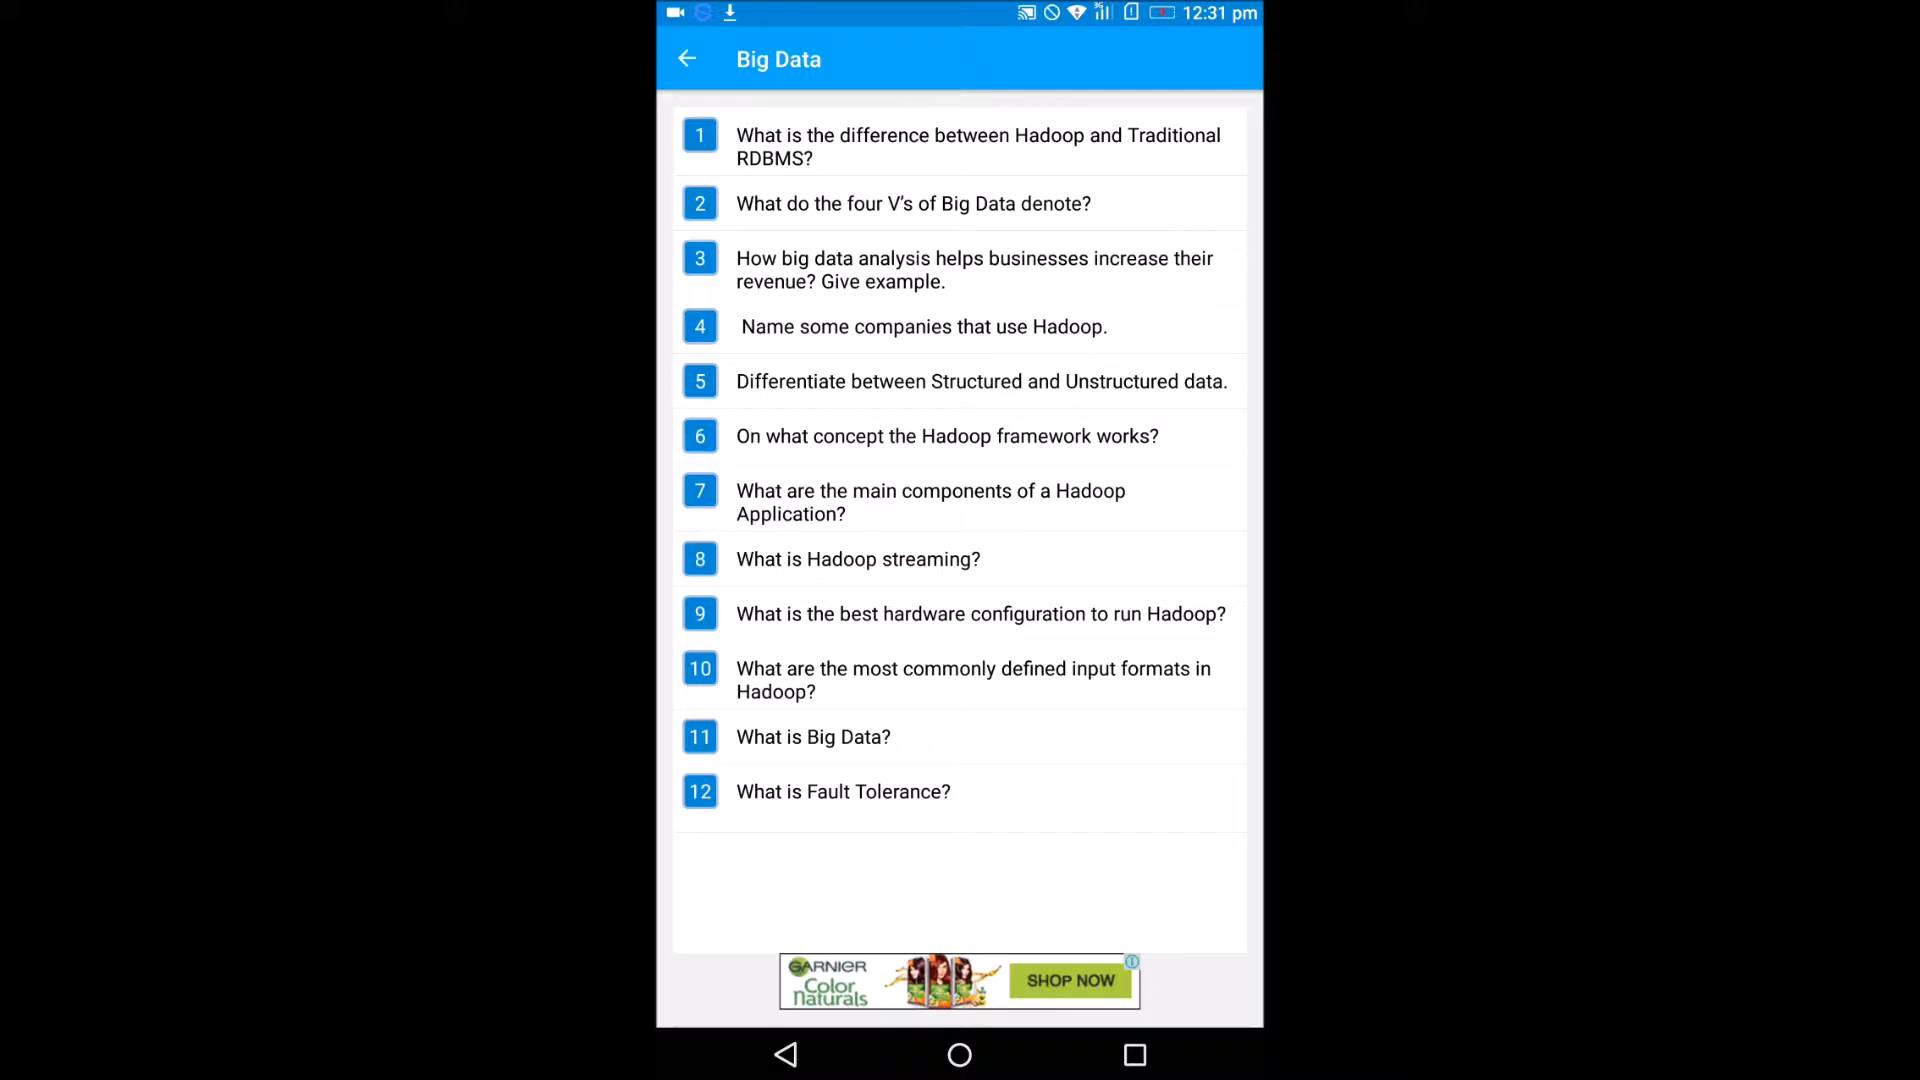 3G
12:31 pm
Big Data
1
What is the difference between Hadoop and Traditional
RDBMS?
2
What do the four V's of Big Data denote?
3
How big data analysis helps businesses increase their
revenue? Give example.
4
Name some companies that use Hadoop.
5
Differentiate between Structured and Unstructured data.
6
On what concept the Hadoop framework works?
7
What are the main components of a Hadoop
Application?
8
What is Hadoop streaming?
9
What is the best hardware configuration to run Hadoop?
10
What are the most commonly defined input formats in
Hadoop?
11
What is Big Data?
12
What is Fault Tolerance?
GARNIER
Color
naturals
SHOP NOW